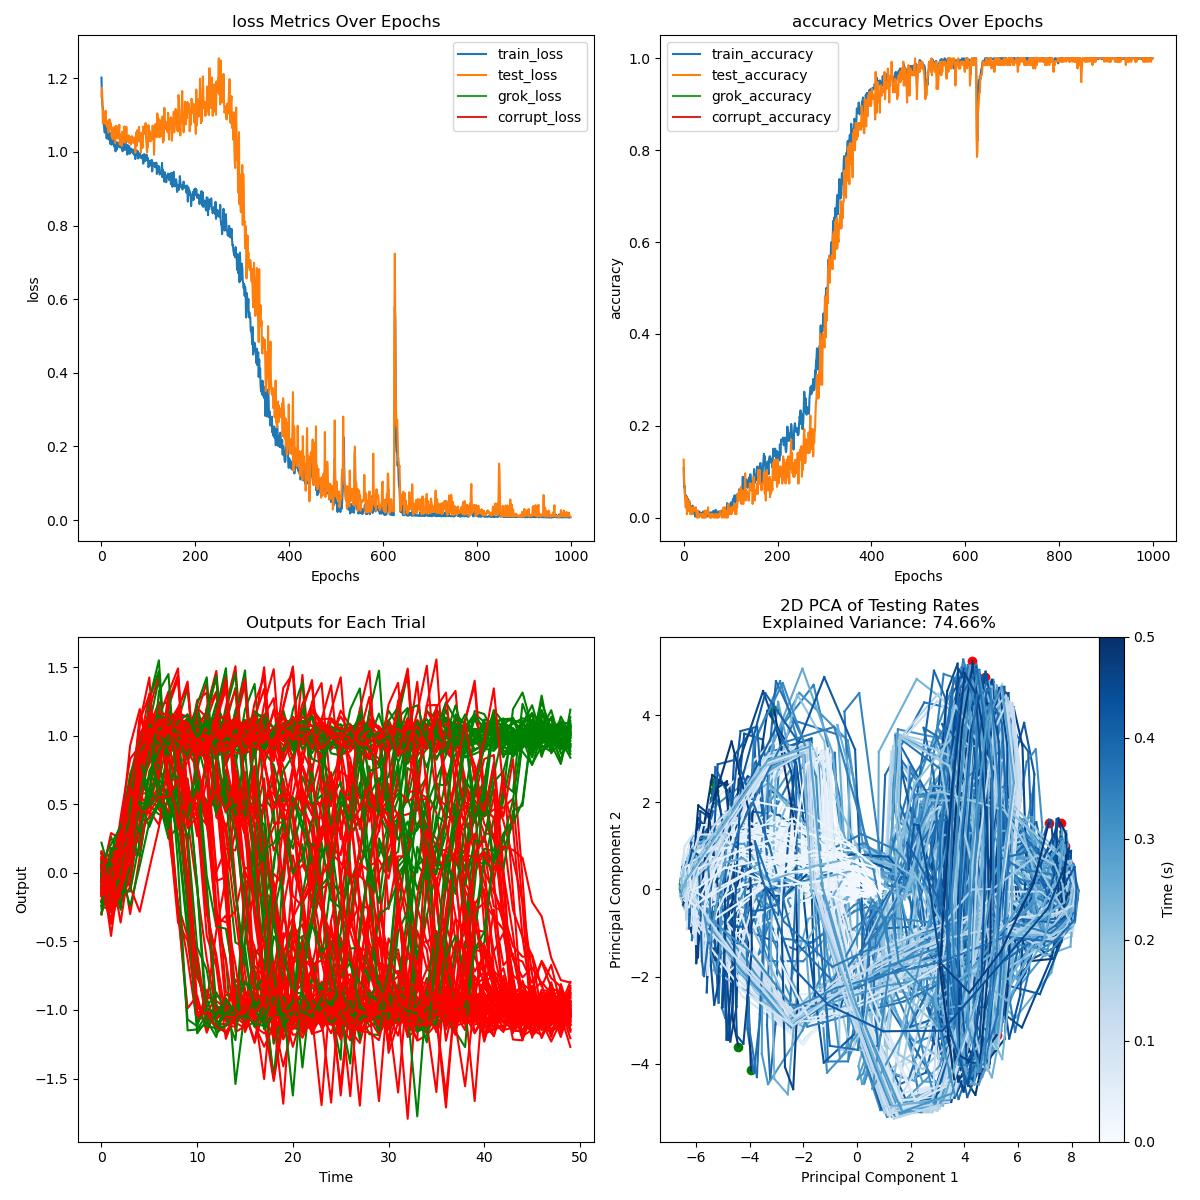 loss Metrics Over Epochs
train_loss
test_loss
grok_loss
corrupt_loss
1.2
1.0
0.8
0.6
0.4
0.2
0.0
loss
0 200 400 600 800 1000
Epochs
accuracy Metrics Over Epochs
train_accuracy
test_accuracy
grok_accuracy
corrupt_accuracy
1.0
0.8
0.6
0.4
0.2
0.0
accuracy
0 200 400 600 800 1000
Epochs
Outputs for Each Trial
1.5
1.0
0.5
0.0
−0.5
−1.0
−1.5
Output
0 10 20 30 40 50
Time
2D PCA of Testing Rates
Explained Variance: 74.66%
4
2
0
−2
−4
Principal Component 2
−6 −4 −2 0 2 4 6 8
Principal Component 1
0.5
0.4
0.3
0.2
0.1
0.0
Time (s)